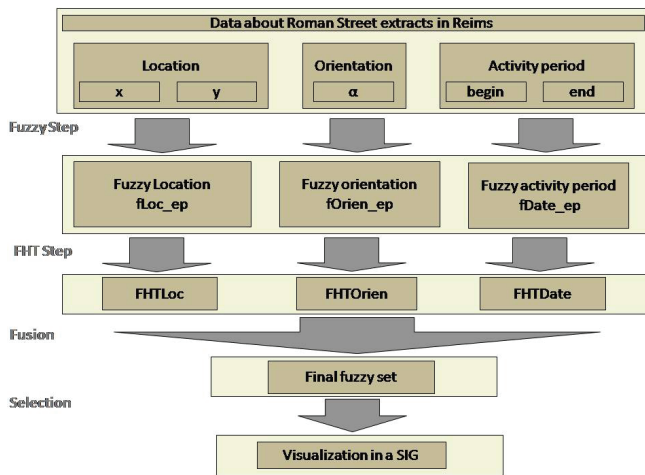 Data about Roman Street extracts in Reims
Location
Orientation
Activity period
x
y
α
begin
end
Fuzzy Step
Fuzzy Location
fLoc_ep
Fuzzy orientation
fOrien_ep
Fuzzy activity period
fDate_ep
FHT Step
FHTLoc
FHTOrien
FHTDate
Fusion
Final fuzzy set
Selection
Visualization in a SIG